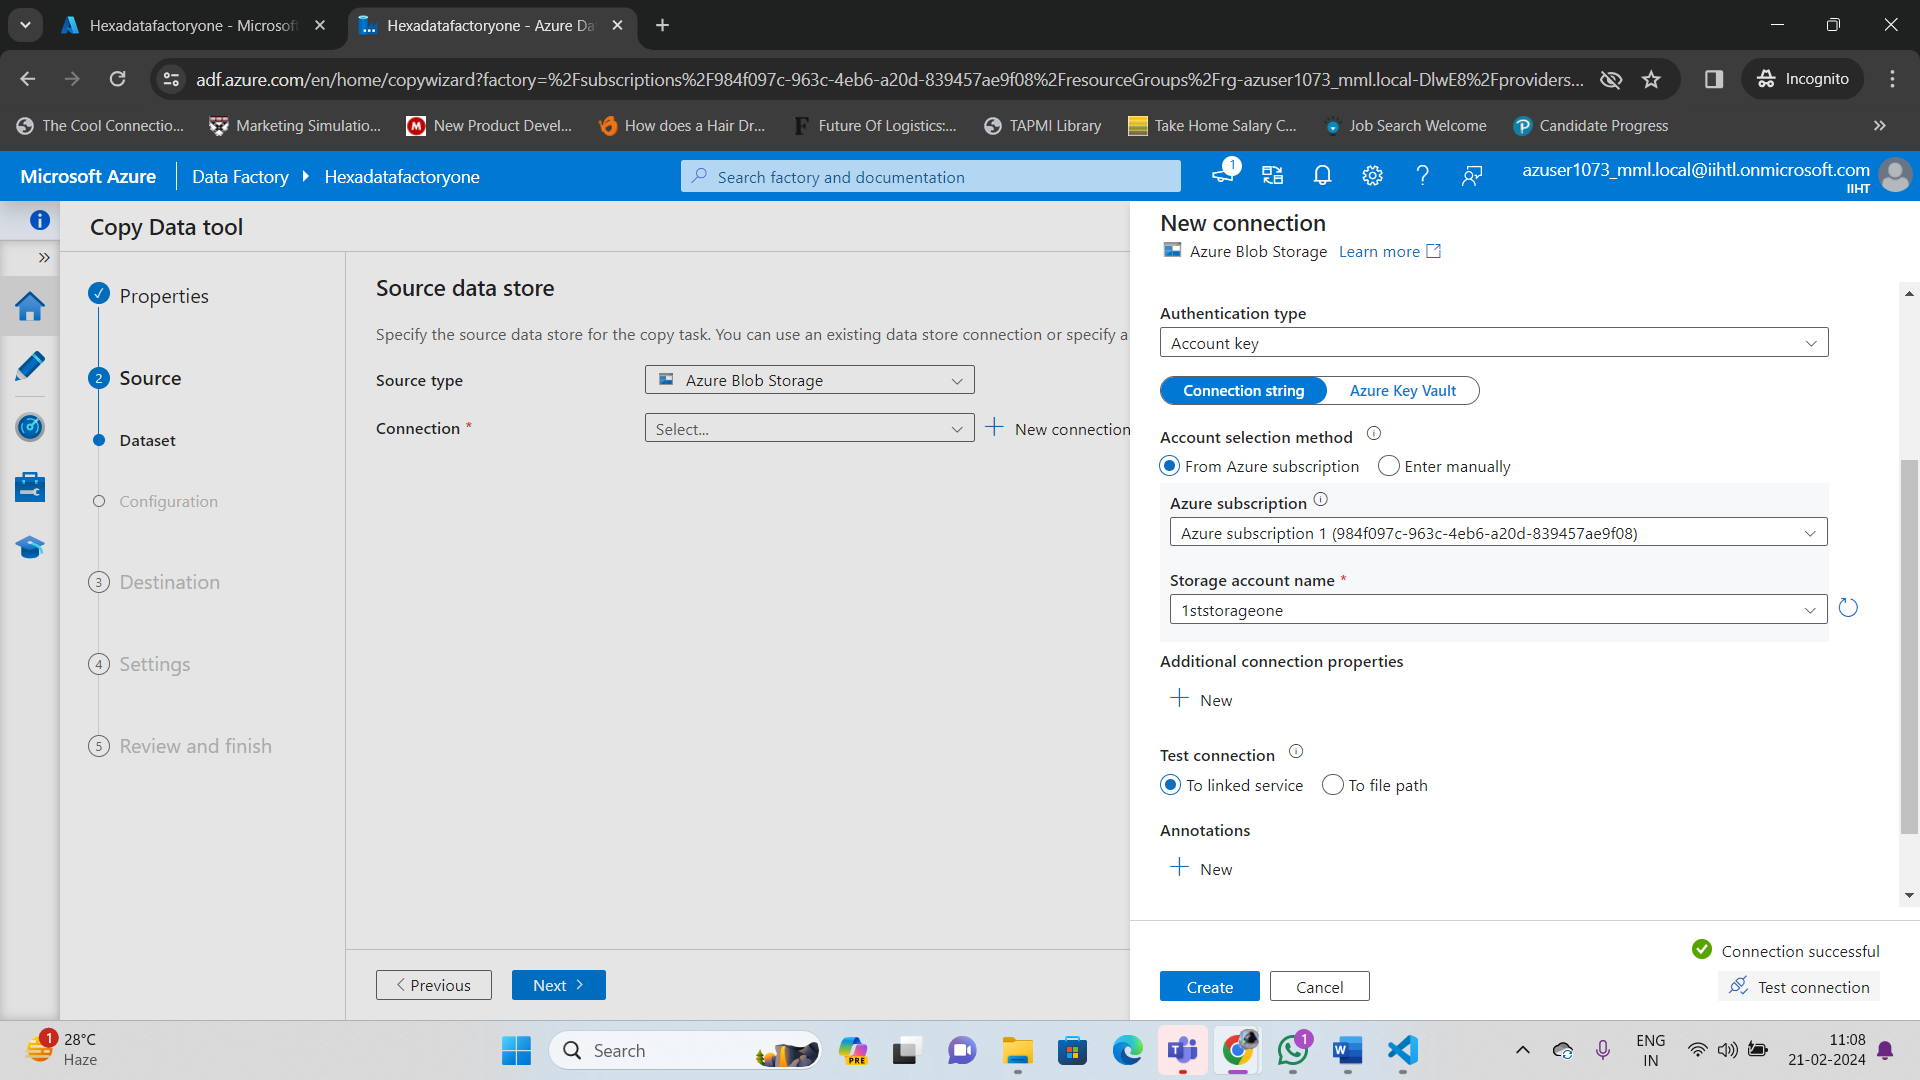 Hexadatafactoryone - Microsoft
Hexadatafactoryone - Azure Da
adf.azure.com/en/home/copywizard?factory=%2Fsubscriptions%2F984f097c-963c-4eb6-a20d-839457ae9f08%2FresourceGroups%2Frg-azuser1073_mml.local-DlwE8%2Fproviders...
Incognito
The Cool Connectio...
Marketing Simulatio...
New Product Devel...
How does a Hair Dr...
Future Of Logistics:...
TAPMI Library
Take Home Salary C...
Job Search Welcome
Candidate Progress
Microsoft Azure
Data Factory
Hexadatafactoryone
Search factory and documentation
1
azuser1073_mml.local@iihtl.onmicrosoft.com
IIHT
Copy Data tool
Properties
2 Source
Dataset
Configuration
3 Destination
4 Settings
5 Review and finish
Source data store
Specify the source data store for the copy task. You can use an existing data store connection or specify a
Source type
Azure Blob Storage
Connection *
Select...
New connection
Previous
Next
New connection
Azure Blob Storage Learn more
Authentication type
Account key
Connection string
Azure Key Vault
Account selection method
From Azure subscription
Enter manually
Azure subscription
Azure subscription 1 (984f097c-963c-4eb6-a20d-839457ae9f08)
Storage account name *
1ststorageone
Additional connection properties
New
Test connection
To linked service
To file path
Annotations
New
Connection successful
Create
Cancel
Test connection
1
28°C
Haze
Search
PRE
1
ENG
IN
11:08
21-02-2024